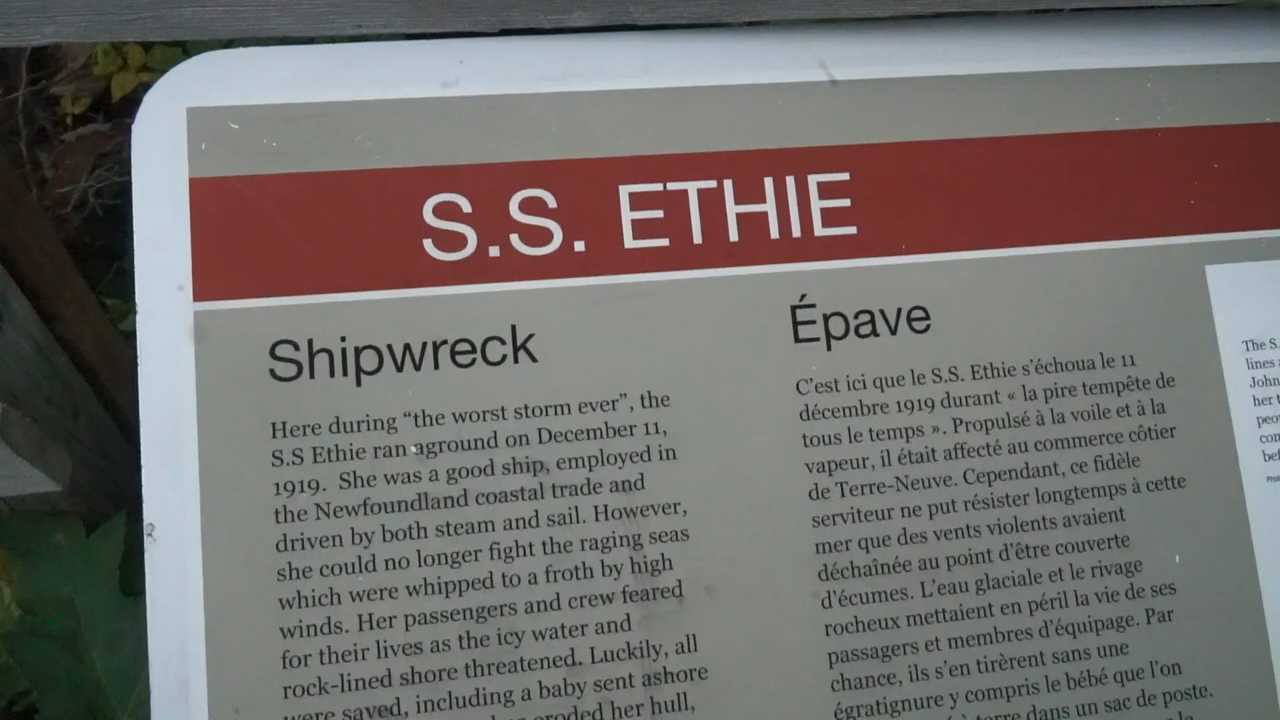 S.S. ETHIE
Shipwreck
Here during “the worst storm ever”, the
S.S Ethie ran aground on December 11,
1919. She was a good ship, employed in
the Newfoundland coastal trade and
driven by both steam and sail. However,
she could no longer fight the raging seas
which were whipped to a froth by high
winds. Her passengers and crew feared
for their lives as the icy water and
rock-lined shore threatened. Luckily, all
were saved, including a baby sent ashore
eroded her hull,
Épave
C’est ici que le S.S. Ethie s’échoua le 11
décembre 1919 durant « la pire tempête de
tous le temps ». Propulsé à la voile et à la
vapeur, il était affecté au commerce côtier
de Terre-Neuve. Cependant, ce fidèle
serviteur ne put résister longtemps à cette
mer que des vents violents avaient
déchaînée au point d’être couverte
d’écumes. L’eau glaciale et le rivage
rocheux mettaient en péril la vie de ses
passagers et membres d’équipage. Par
chance, ils s’en tirèrent sans une
égratignure y compris le bébé que l’on
à terre dans un sac de poste.
The S.
lines
John
her